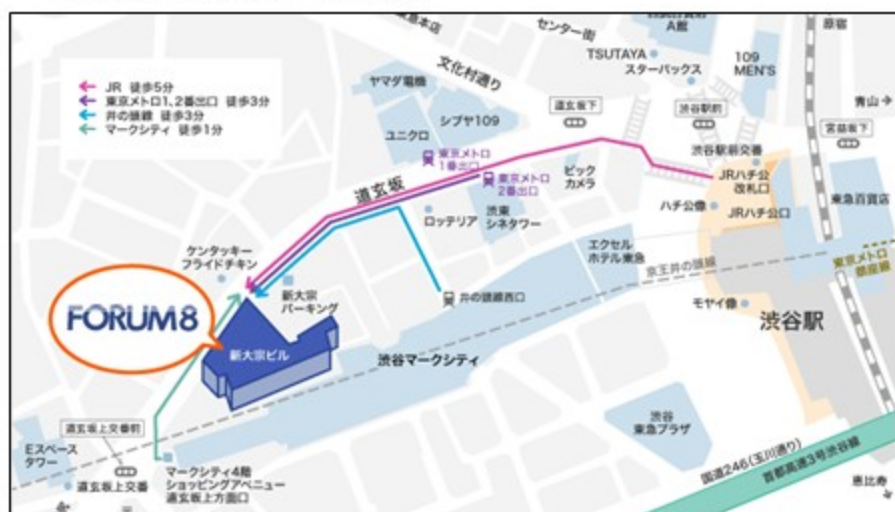 JR 徒歩5分
東京メトロ1、2番出口 徒歩3分
井の頭線 徒歩3分
マークシティ 徒歩1分
センター街
A館
原宿
TSUTAYA
スターバックス
109
MEN'S
文化村通り
ヤマダ電機
道玄坂下
渋谷駅前
青山→
宮益坂下
シブヤ109
ユニクロ
東京メトロ
1番出口
東京メトロ
2番出口
ビック
カメラ
渋谷駅前交番
JRハチ公
改札口
道玄坂
ハチ公像
JRハチ公口
東急百貨店
ロッテリア
渋東
シネタワー
エクセル
ホテル東急
京王井の頭線
東京メトロ
銀座線
ケンタッキー
フライドチキン
新大宗
パーキング
井の頭線西口
モヤイ像
渋谷駅
FORUM8
新大宗ビル
渋谷マークシティ
道玄坂上交番前
渋谷
東急プラザ
Eスペース
タワー
マークシティ4階
ショッピングアベニュー
道玄坂上方面口
道玄坂上交番
国道246(玉川通り)
首都高速3号渋谷線
恵比寿